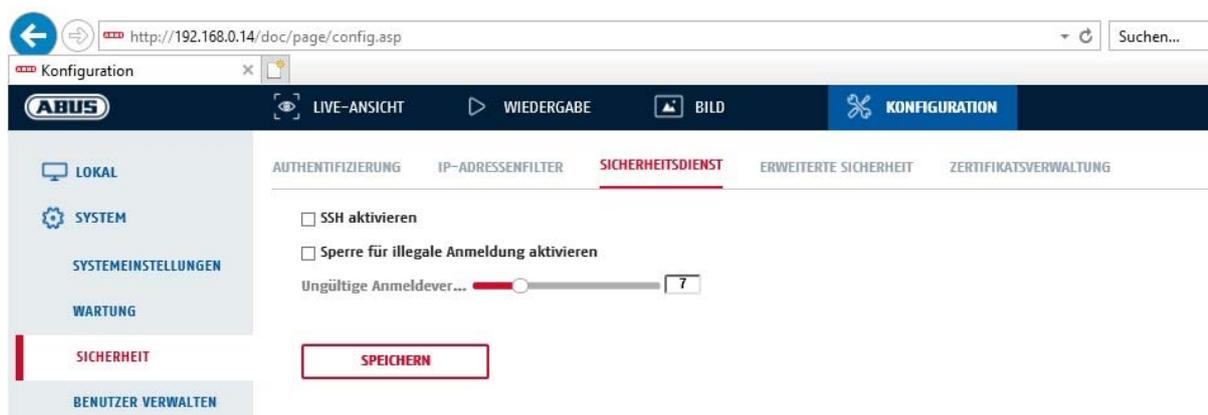 http://192.168.0.14/doc/page/config.asp
Suchen...
Konfiguration
ABUS
LIVE-ANSICHT
WIEDERGABE
BILD
KONFIGURATION
LOKAL
SYSTEM
SYSTEMEINSTELLUNGEN
WARTUNG
SICHERHEIT
BENUTZER VERWALTEN
AUTHENTIFIZIERUNG
IP-ADRESSENFILTER
SICHERHEITSDIENST
ERWEITERTE SICHERHEIT
ZERTIFIKATSVERWALTUNG
SSH aktivieren
Sperre für illegale Anmeldung aktivieren
Ungültige Anmeldever... 7
SPEICHERN